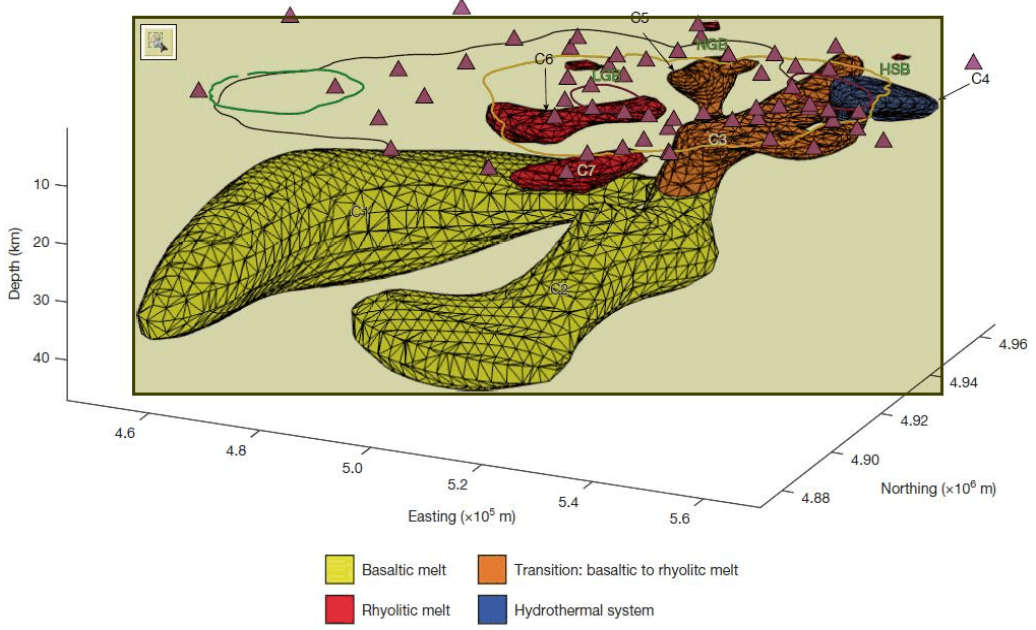 C5
NGB
C6
LGB
HSB
C4
C3
C7
C1
C2
Depth (km)
10
20
30
40
4.6
4.8
5.0
5.2
5.4
5.6
Easting (×10⁵ m)
4.96
4.94
4.92
4.90
4.88
Northing (×10⁶ m)
Basaltic melt
Transition: basaltic to rhyolitc melt
Rhyolitic melt
Hydrothermal system